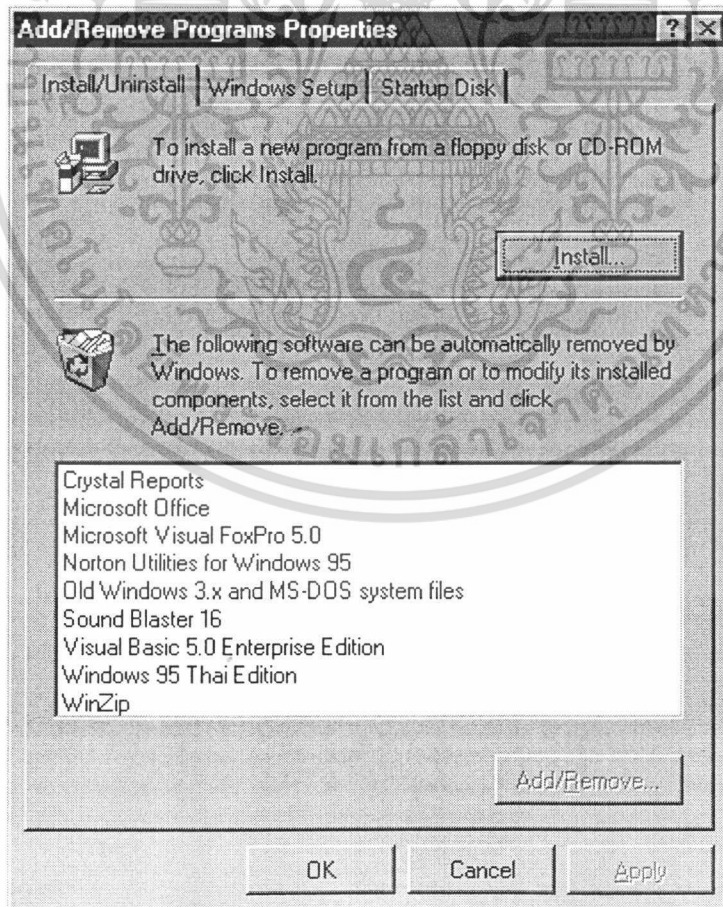 Add/Remove Programs Properties
Install/Uninstall
Windows Setup
Startup Disk
To install a new program from a floppy disk or CD-ROM
drive, click Install.
Install...
The following software can be automatically removed by
Windows. To remove a program or to modify its installed
components, select it from the list and click
Add/Remove.
Crystal Reports
Microsoft Office
Microsoft Visual FoxPro 5.0
Norton Utilities for Windows 95
Old Windows 3.x and MS-DOS system files
Sound Blaster 16
Visual Basic 5.0 Enterprise Edition
Windows 95 Thai Edition
WinZip
Add/Remove...
OK
Cancel
Apply